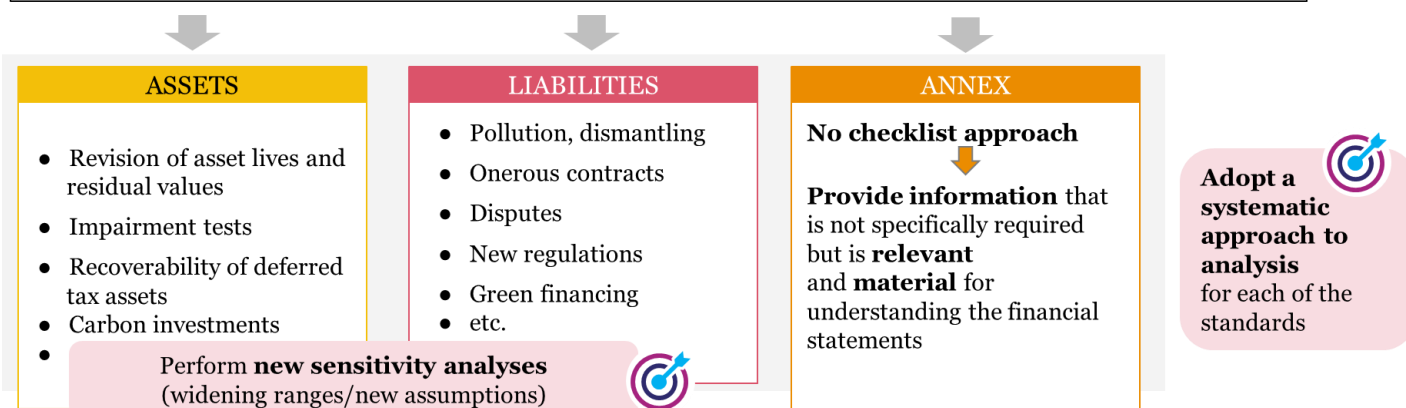 ASSETS
● Revision of asset lives and
residual values
● Impairment tests
● Recoverability of deferred
tax assets
● Carbon investments
●
LIABILITIES
● Pollution, dismantling
● Onerous contracts
● Disputes
● New regulations
● Green financing
● etc.
Perform new sensitivity analyses
(widening ranges/new assumptions)
ANNEX
No checklist approach
Provide information that
is not specifically required
but is relevant
and material for
understanding the financial
statements
Adopt a
systematic
approach to
analysis
for each of the
standards